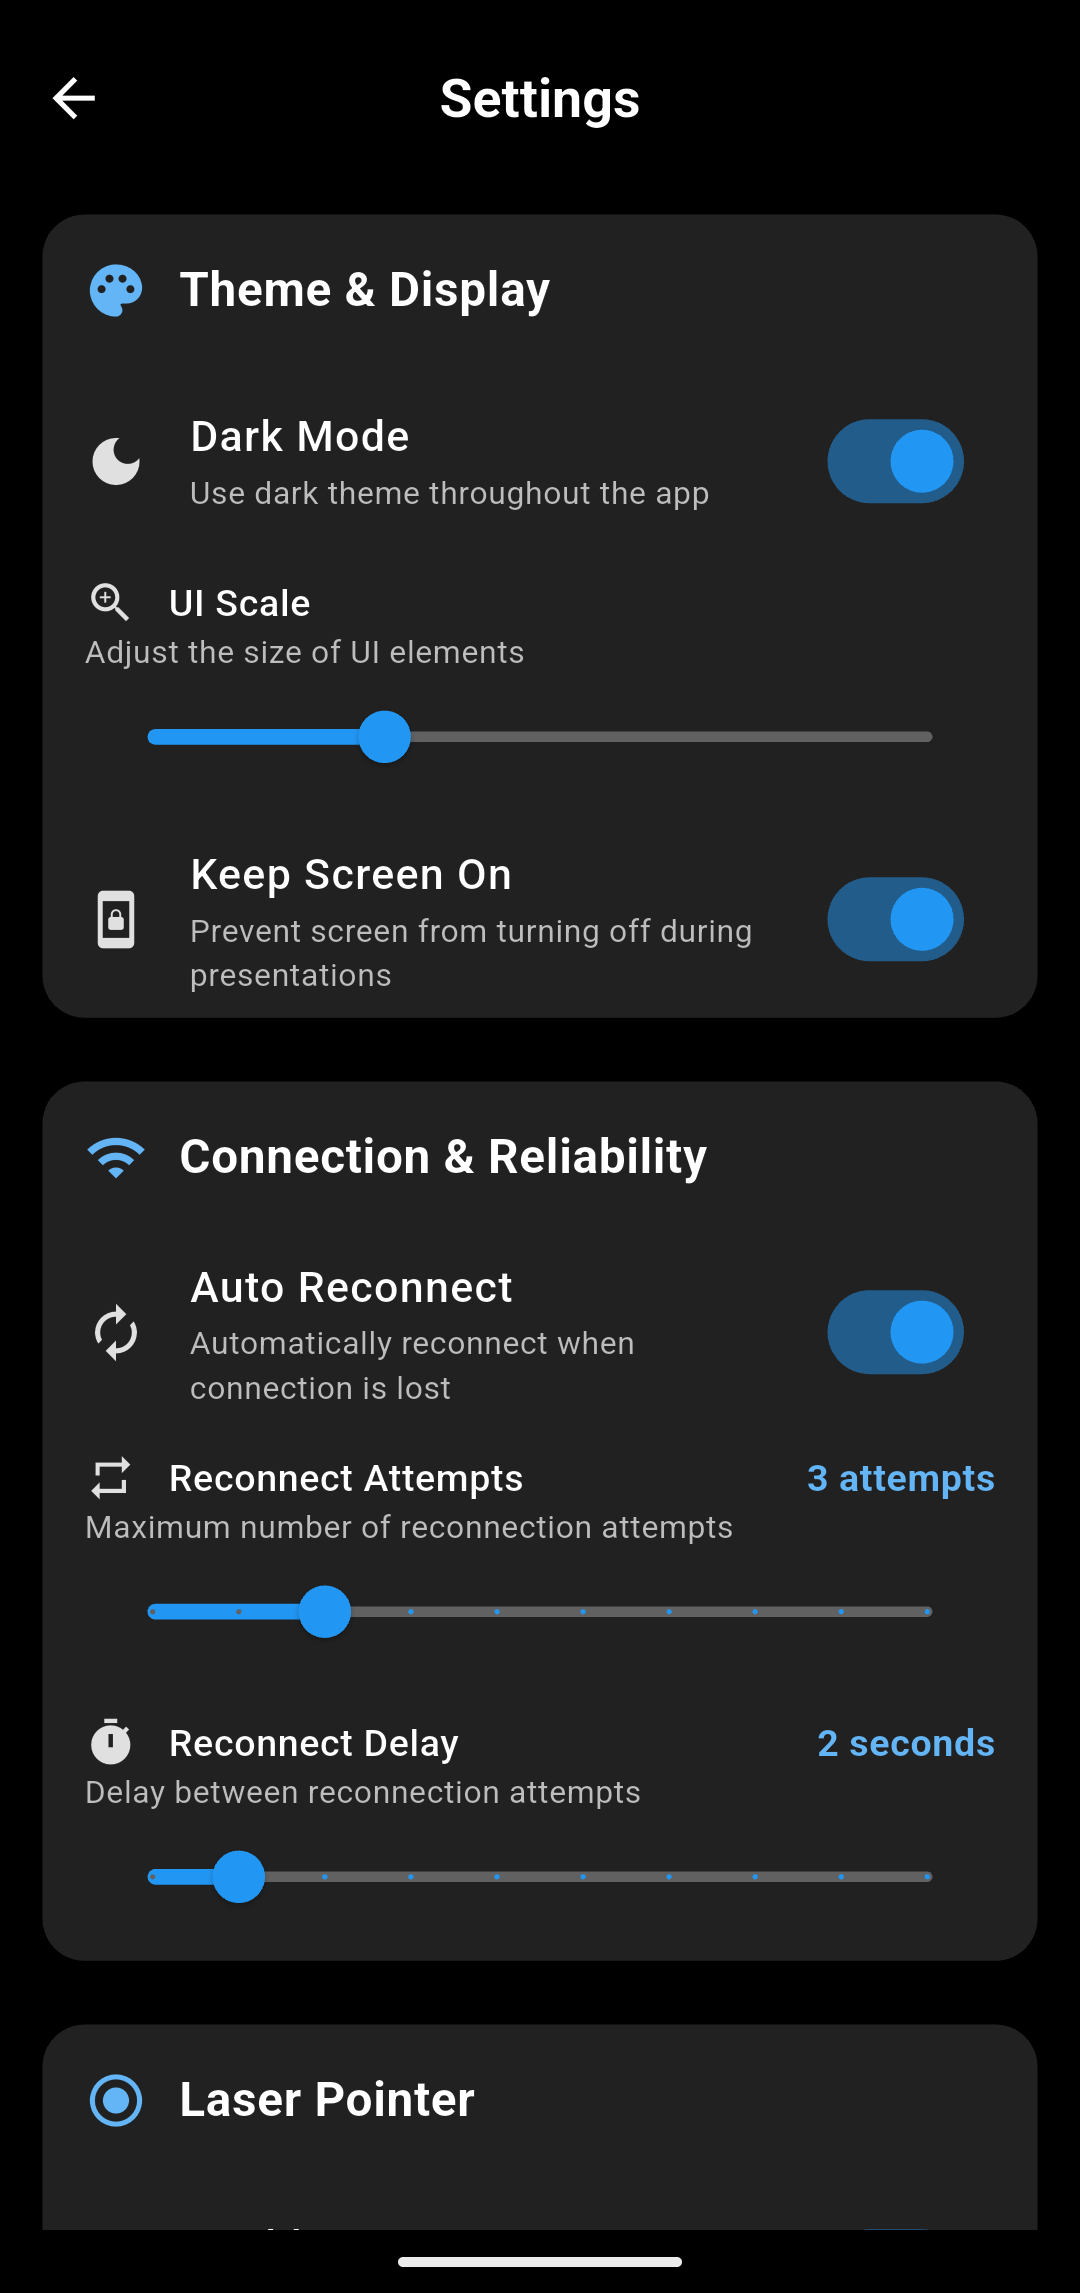 Settings
Theme & Display
Dark Mode
Use dark theme throughout the app
UI Scale
Adjust the size of UI elements
Keep Screen On
Prevent screen from turning off during
presentations
Connection & Reliability
Auto Reconnect
Automatically reconnect when
connection is lost
Reconnect Attempts
3 attempts
Maximum number of reconnection attempts
Reconnect Delay
2 seconds
Delay between reconnection attempts
Laser Pointer